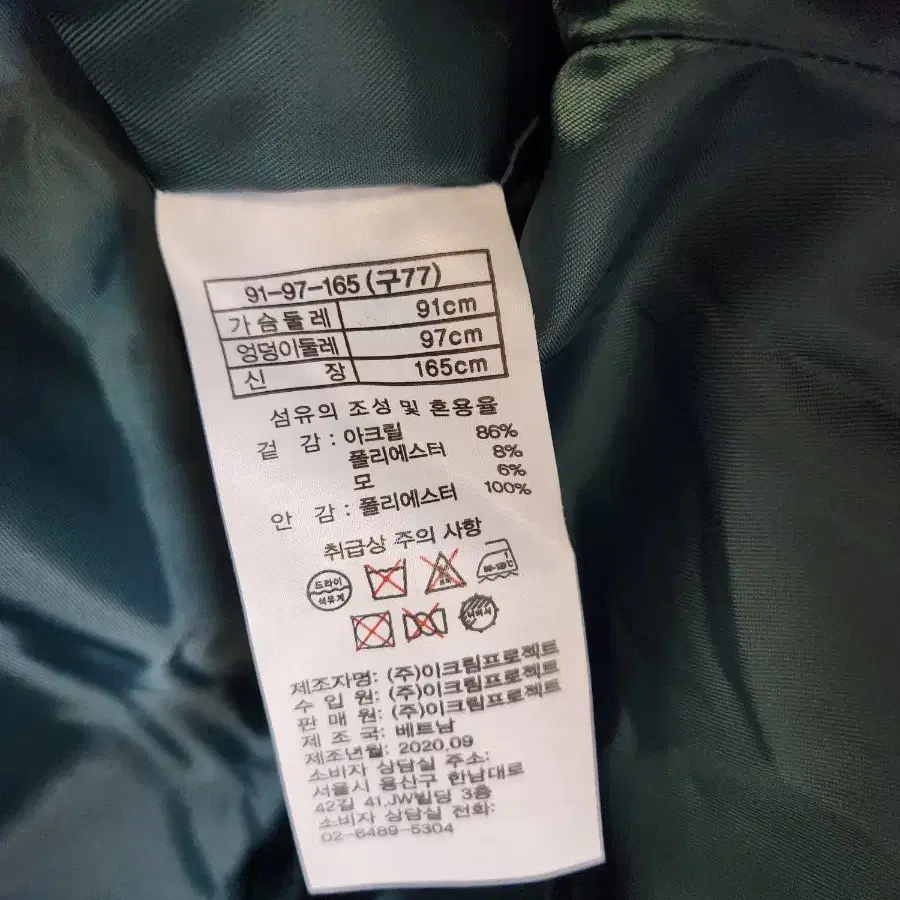 91-97-165 (구77)
가슴둘레 91cm
엉덩이둘레 97cm
신 장 165cm
섬유의 조성 및 혼용율
겉 감 : 아크릴 86%
폴리에스터 8%
모 6%
안 감 : 폴리에스터 100%
취급상 주의 사항
드라이
석유계
제조자명: (주)이크림프로젝트
수 입 원: (주)이크림프로젝트
판 매 원: (주)이크림프로젝트
제 조 국: 베트남
제조년월: 2020.09
소비자 상담실 주소:
서울시 용산구 한남대로
42길 41.JW빌딩 3층
소비자 상담실 전화:
02-6489-5304